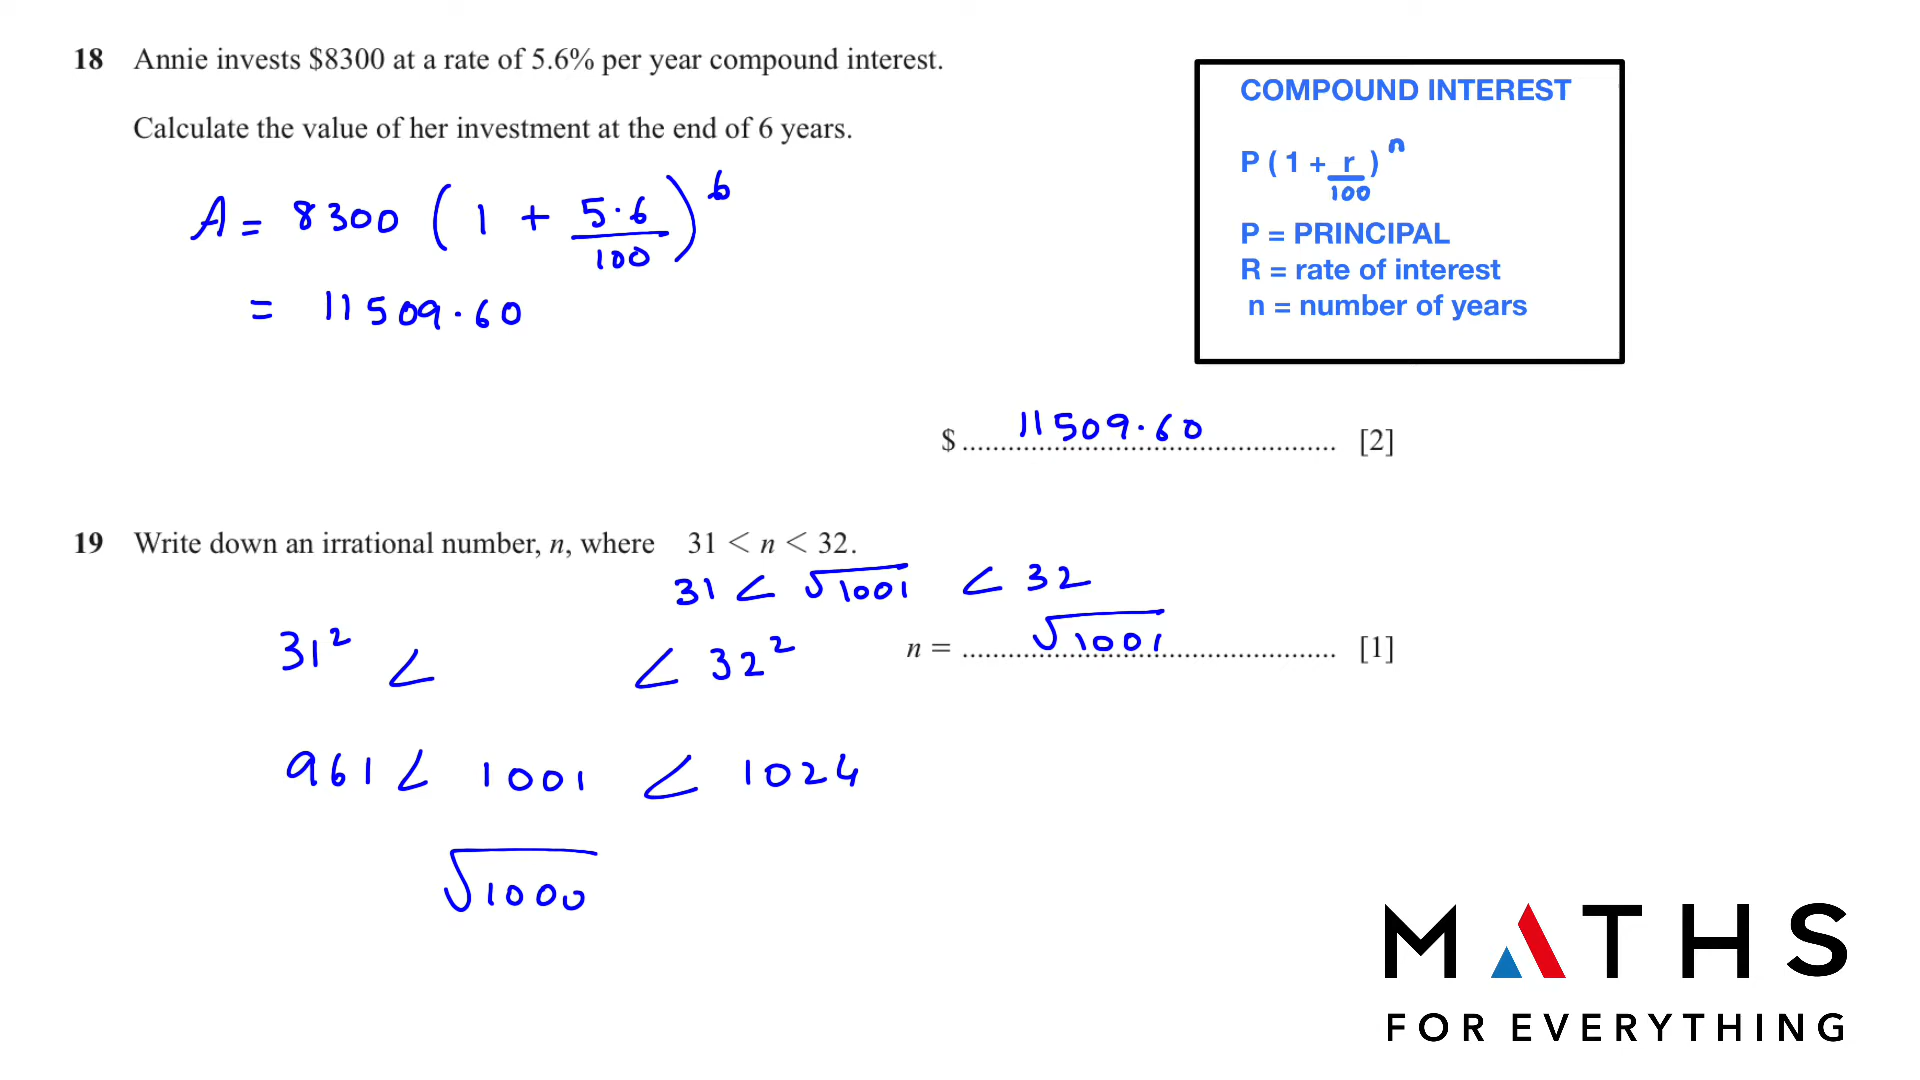 18 Annie invests $8300 at a rate of 5.6% per year compound interest.
Calculate the value of her investment at the end of 6 years.
A = 8300 ( 1 + 5.6/100 )^6
= 11509.60
COMPOUND INTEREST
P ( 1 + r/100 )^n
P = PRINCIPAL
R = rate of interest
n = number of years
$ 11509.60 [2]
19 Write down an irrational number, n, where 31 < n < 32.
31 < √1001 < 32
31² < < 32²
n = √1001 [1]
961 < 1001 < 1024
√1000
MATHS
FOR EVERYTHING